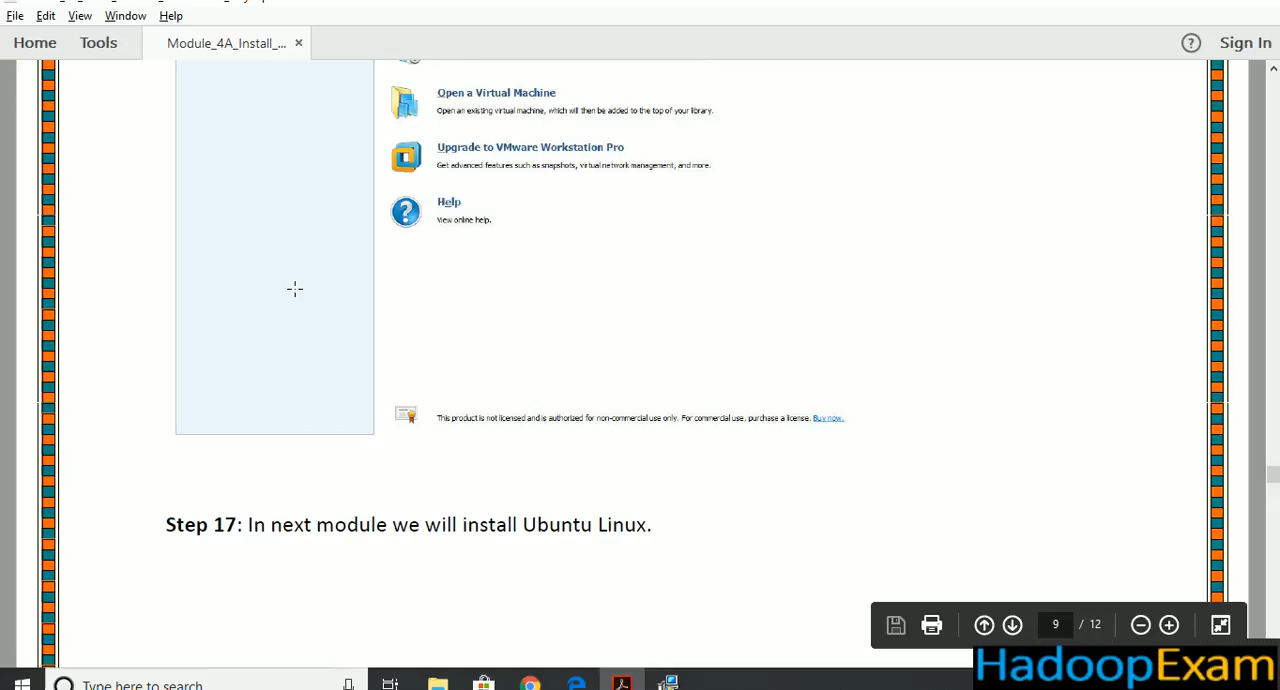 File Edit View Window Help
Home Tools Module_4A_Install_... × ? Sign In
Open a Virtual Machine
Open an existing virtual machine, which will then be added to the top of your library.
Upgrade to VMware Workstation Pro
Get advanced features such as snapshots, virtual network management, and more.
Help
View online help.
This product is not licensed and is authorized for non-commercial use only. For commercial use, purchase a license. Buy now.
Step 17: In next module we will install Ubuntu Linux.
9 / 12
HadoopExam
Type here to search